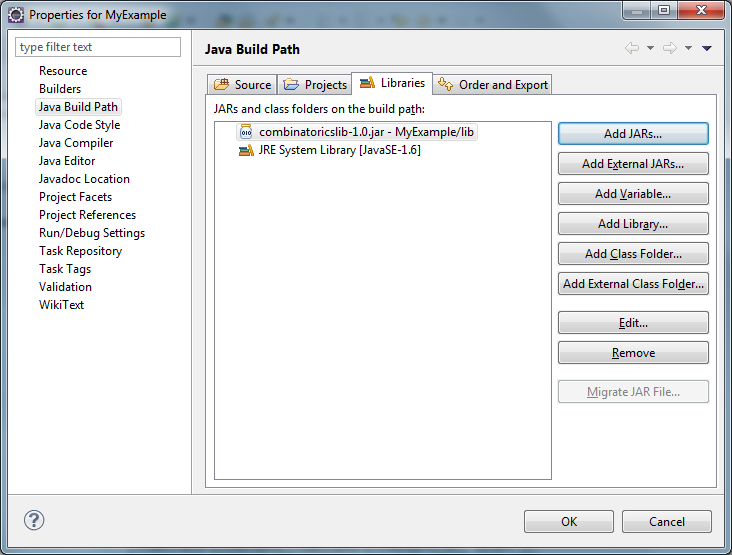 Properties for MyExample
type filter text
Resource
Builders
Java Build Path
Java Code Style
Java Compiler
Java Editor
Javadoc Location
Project Facets
Project References
Run/Debug Settings
Task Repository
Task Tags
Validation
WikiText
Java Build Path
Source Projects Libraries Order and Export
JARs and class folders on the build path:
combinatoricslib-1.0.jar - MyExample/lib
JRE System Library [JavaSE-1.6]
Add JARs...
Add External JARs...
Add Variable...
Add Library...
Add Class Folder...
Add External Class Folder...
Edit...
Remove
Migrate JAR File...
OK Cancel